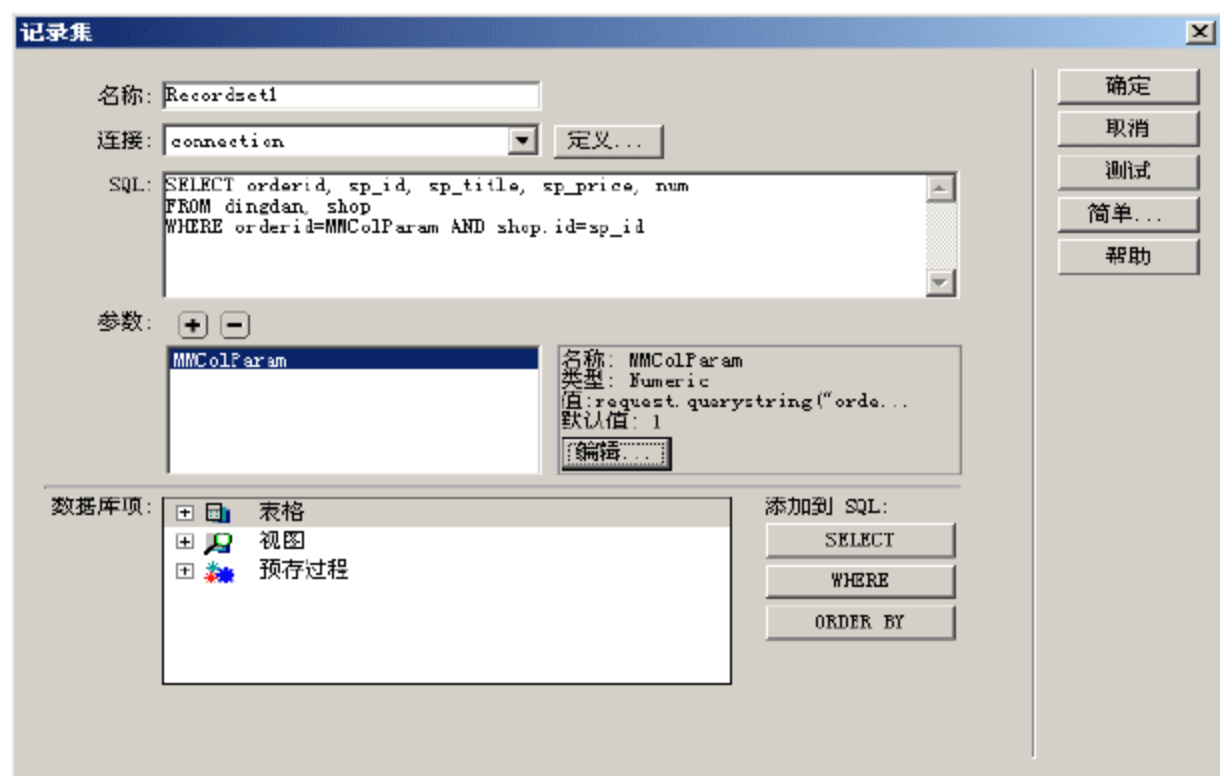 记录集
名称: Recordset1
连接: connection 定义...
SQL: SELECT orderid, sp_id, sp_title, sp_price, num
FROM dingdan, shop
WHERE orderid=MMColParam AND shop.id=sp_id
参数:
MMColParam
名称: MMColParam
类型: Numeric
值:request.querystring("orde...
默认值: 1
编辑...
数据库项:
表格
视图
预存过程
添加到 SQL:
SELECT
WHERE
ORDER BY
确定
取消
测试
简单...
帮助